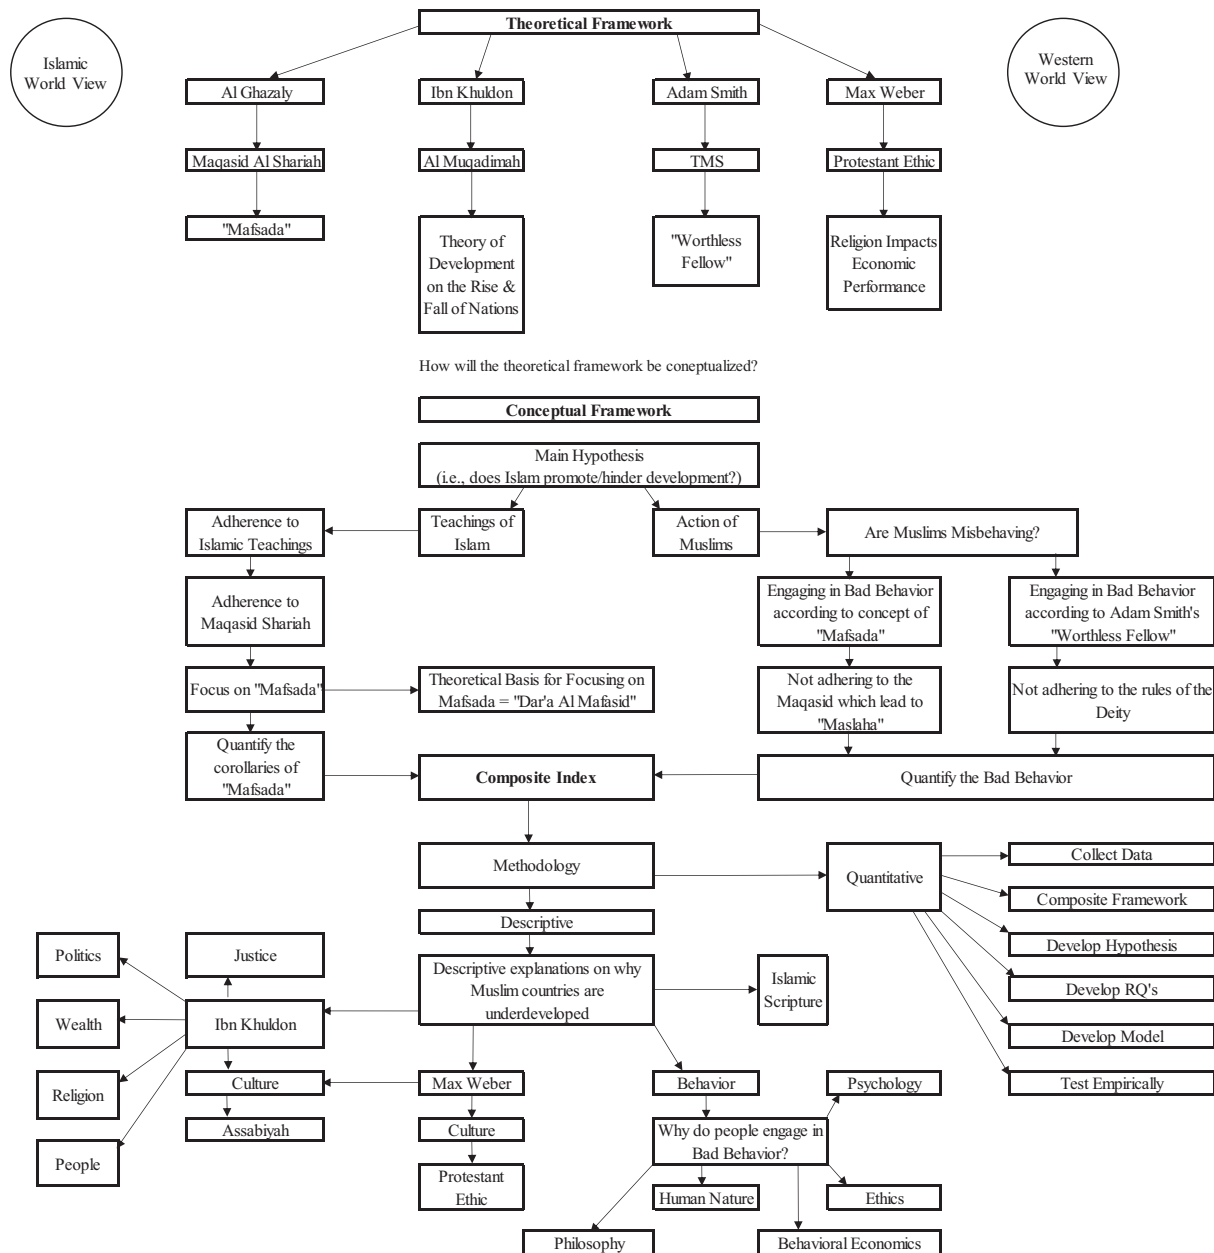 Theoretical Framework
Islamic
World View
Western
World View
Al Ghazaly
Ibn Khuldon
Adam Smith
Max Weber
Maqasid Al Shariah
Al Muqadimah
TMS
Protestant Ethic
"Mafsada"
Theory of
Development
on the Rise &
Fall of Nations
"Worthless
Fellow"
Religion Impacts
Economic
Performance
How will the theoretical framework be coneptualized?
Conceptual Framework
Main Hypothesis
(i.e., does Islam promote/hinder development?)
Adherence to
Islamic Teachings
Teachings of
Islam
Action of
Muslims
Are Muslims Misbehaving?
Adherence to
Maqasid Shariah
Engaging in Bad Behavior
according to concept of
"Mafsada"
Engaging in Bad Behavior
according to Adam Smith's
"Worthless Fellow"
Focus on "Mafsada"
Theoretical Basis for Focusing on
Mafsada = "Dar'a Al Mafasid"
Not adhering to the
Maqasid which lead to
"Maslaha"
Not adhering to the rules of the
Deity
Quantify the
corollaries of
"Mafsada"
Composite Index
Quantify the Bad Behavior
Methodology
Quantitative
Collect Data
Composite Framework
Develop Hypothesis
Develop RQ's
Develop Model
Test Empirically
Descriptive
Descriptive explanations on why
Muslim countries are
underdeveloped
Islamic
Scripture
Politics
Justice
Wealth
Ibn Khuldon
Religion
Culture
Max Weber
Behavior
Psychology
People
Assabiyah
Culture
Why do people engage in
Bad Behavior?
Protestant
Ethic
Human Nature
Ethics
Philosophy
Behavioral Economics